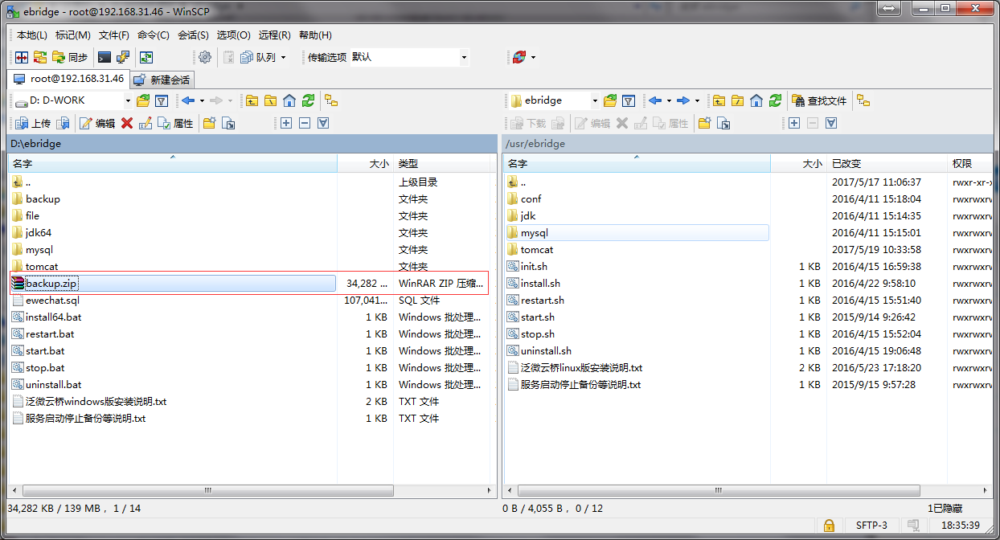 ebridge - root@192.168.31.46 - WinSCP
本地(L) 标记(M) 文件(F) 命令(C) 会话(S) 选项(O) 远程(R) 帮助(H)
同步 队列 传输选项 默认
root@192.168.31.46 新建会话
D: D-WORK ebridge 查找文件
上传 编辑 属性 下载 编辑 属性
D:\ebridge /usr/ebridge
名字 大小 类型 名字 大小 已改变 权限
.. 上级目录 .. 2017/5/17 11:06:37 rwxr-xr-x
backup 文件夹 conf 2016/4/11 15:18:04 rwxrwxrw
file 文件夹 jdk 2016/4/11 15:14:35 rwxrwxrw
jdk64 文件夹 mysql 2016/4/11 15:15:01 rwxrwxrw
mysql 文件夹 tomcat 2017/5/19 10:33:58 rwxrwxrw
tomcat 文件夹 init.sh 1 KB 2016/4/15 16:59:38 rwxrwxrw
backup.zip 34,282 ... WinRAR ZIP 压缩... install.sh 1 KB 2016/4/22 9:58:10 rwxrwxrw
ewechat.sql 107,041... SQL 文件 restart.sh 1 KB 2016/4/15 15:51:40 rwxrwxrw
install64.bat 1 KB Windows 批处理... start.sh 1 KB 2015/9/14 9:26:42 rwxrwxrw
restart.bat 1 KB Windows 批处理... stop.sh 1 KB 2016/4/15 15:52:04 rwxrwxrw
start.bat 1 KB Windows 批处理... uninstall.sh 1 KB 2016/4/15 19:06:48 rwxrwxrw
stop.bat 1 KB Windows 批处理... 泛微云桥linux版安装说明.txt 2 KB 2016/5/23 17:18:20 rwxrwxrw
uninstall.bat 1 KB Windows 批处理... 服务启动停止备份等说明.txt 1 KB 2015/9/15 9:57:28 rwxrwxrw
泛微云桥windows版安装说明.txt 2 KB TXT 文件
服务启动停止备份等说明.txt 1 KB TXT 文件
34,282 KB / 139 MB， 1 / 14 0 B / 4,055 B， 0 / 12 1已隐藏
SFTP-3 18:35:39